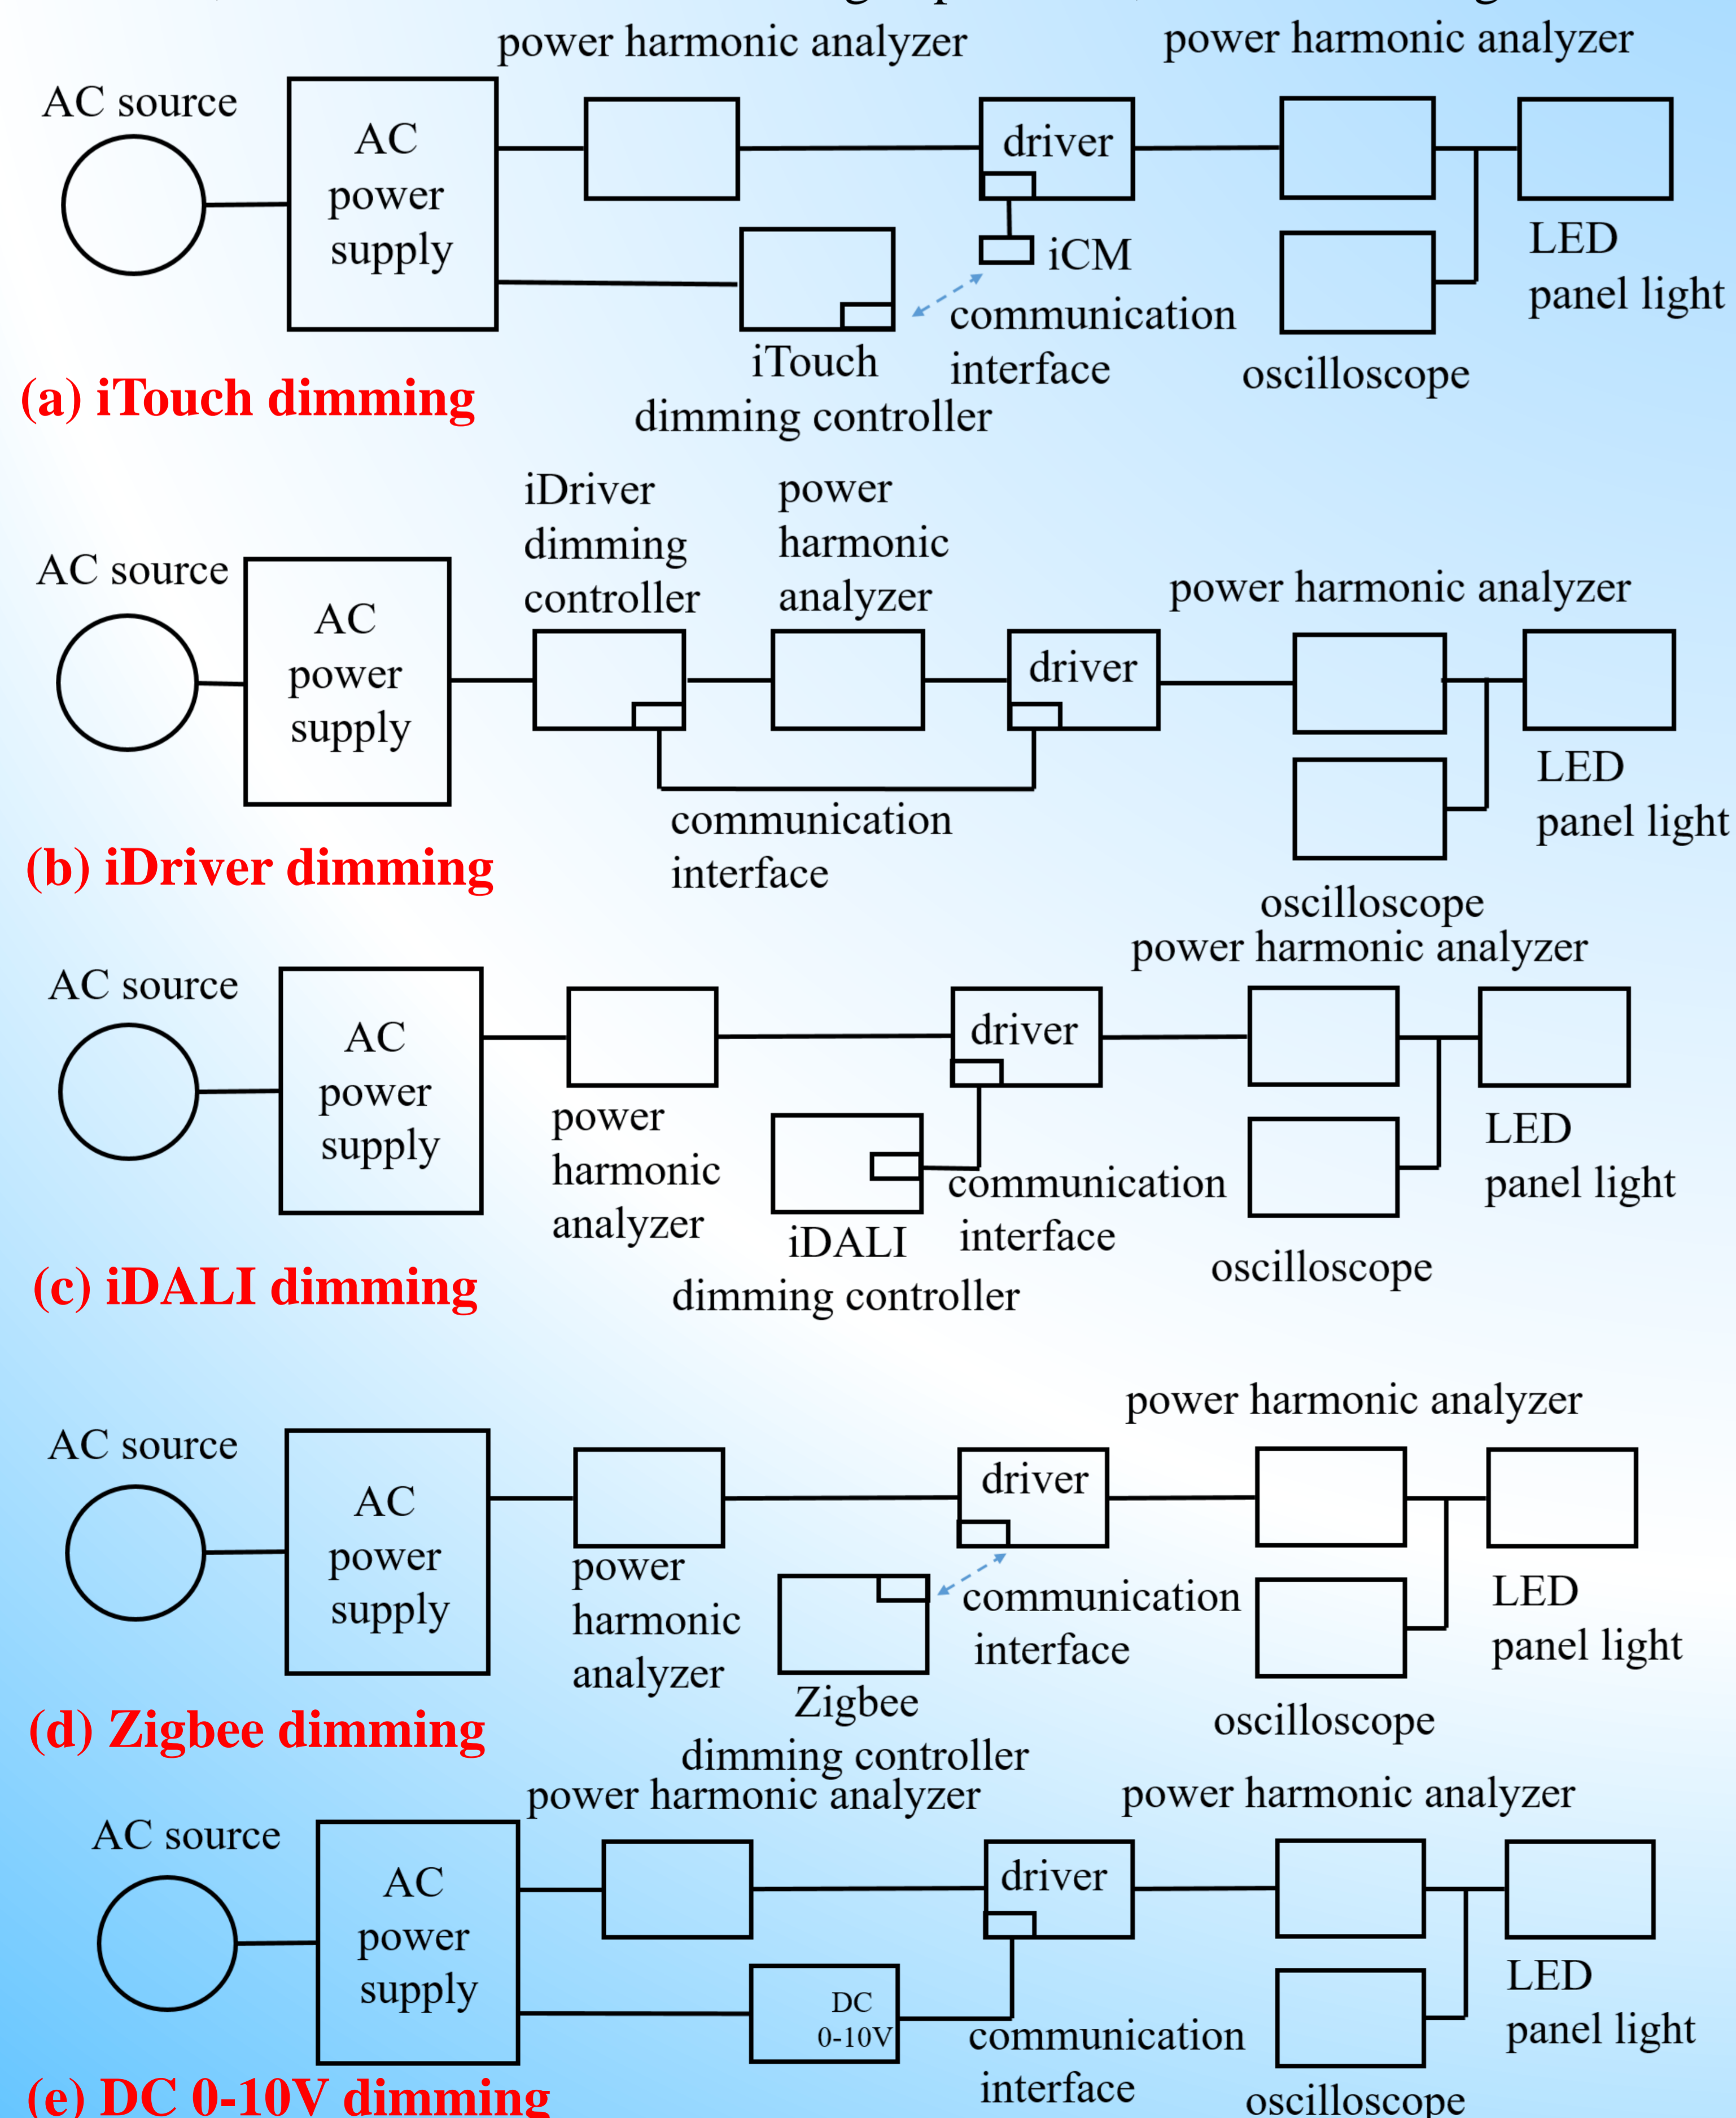 power harmonic analyzer
power harmonic analyzer
AC source
AC
power
supply
driver
iCM
communication
interface
iTouch
dimming controller
LED
panel light
oscilloscope
(a) iTouch dimming
iDriver
dimming
controller
power
harmonic
analyzer
power harmonic analyzer
AC source
AC
power
supply
driver
communication
interface
LED
panel light
oscilloscope
(b) iDriver dimming
power harmonic analyzer
AC source
AC
power
supply
driver
power
harmonic
analyzer
communication
interface
iDALI
dimming controller
LED
panel light
oscilloscope
(c) iDALI dimming
power harmonic analyzer
AC source
AC
power
supply
driver
power
harmonic
analyzer
communication
interface
Zigbee
dimming controller
LED
panel light
oscilloscope
(d) Zigbee dimming
power harmonic analyzer
power harmonic analyzer
AC source
AC
power
supply
driver
DC
0-10V
communication
interface
LED
panel light
oscilloscope
(e) DC 0-10V dimming